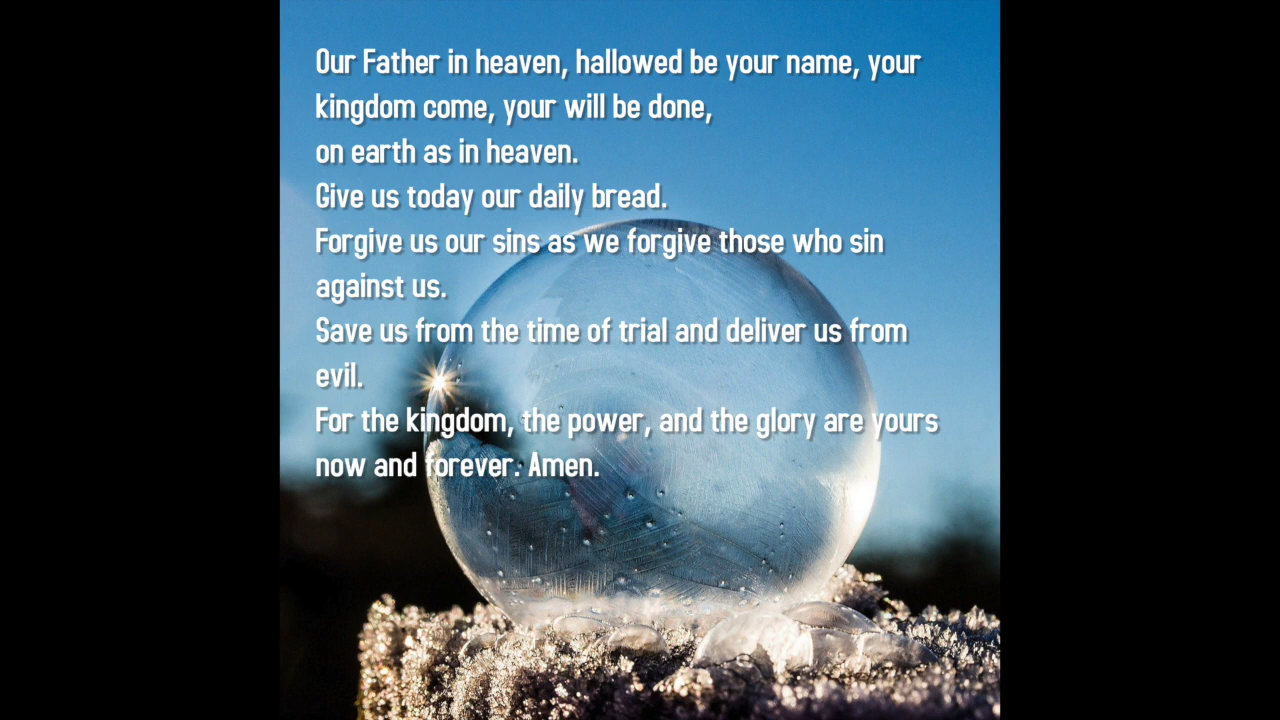 Our Father in heaven, hallowed be your name, your
kingdom come, your will be done,
on earth as in heaven.
Give us today our daily bread.
Forgive us our sins as we forgive those who sin
against us.
Save us from the time of trial and deliver us from
evil.
For the kingdom, the power, and the glory are yours
now and forever. Amen.